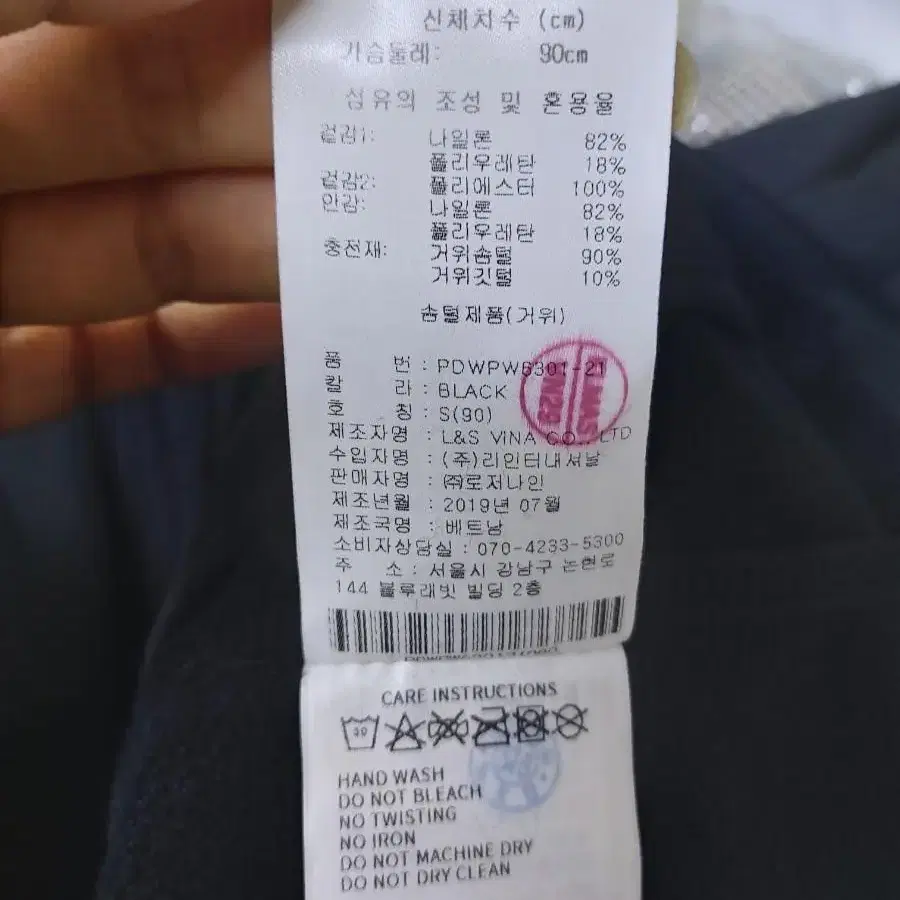 신체치수 (cm)
가슴둘레: 90cm
섬유의 조성 및 혼용율
겉감1: 나일론 82%
폴리우레탄 18%
겉감2: 폴리에스터 100%
안감: 나일론 82%
폴리우레탄 18%
충전재: 거위솜털 90%
거위깃털 10%
솜털제품(거위)
품 번 : PDWPW6301-21
칼 라 : BLACK
호 칭 : S(90)
제조자명 : L&S VINA CO., LTD
수입자명 : (주)리인터내셔날
판매자명 : ㈜로저나인
제조년월 : 2019년 07월
제조국명 : 베트남
소비자상담실 : 070-4233-5300
주 소 : 서울시 강남구 논현로
144 블루래빗 빌딩 2층
CARE INSTRUCTIONS
30
HAND WASH
DO NOT BLEACH
NO TWISTING
NO IRON
DO NOT MACHINE DRY
DO NOT DRY CLEAN